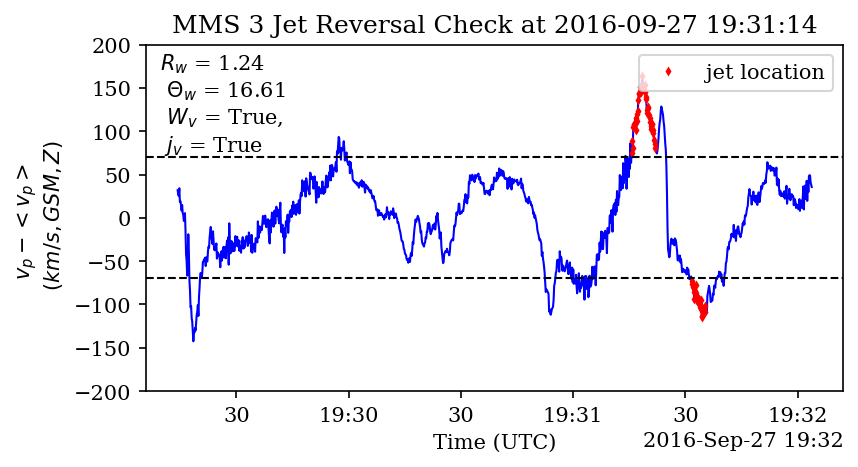 MMS 3 Jet Reversal Check at 2016-09-27 19:31:14
R_w = 1.24
Θ_w = 16.61
W_v = True,
j_v = True
jet location
200
150
100
50
0
−50
−100
−150
−200
v_p − < v_p >
(km/s, GSM, Z)
30
19:30
30
19:31
30
19:32
Time (UTC)
2016-Sep-27 19:32